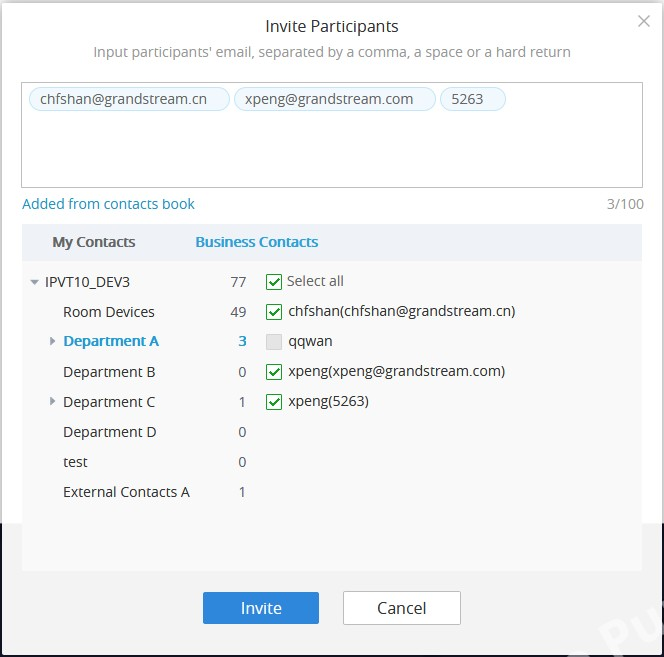 Invite Participants
Input participants' email, separated by a comma, a space or a hard return
chfshan@grandstream.cn xpeng@grandstream.com 5263
Added from contacts book 3/100
My Contacts Business Contacts
IPVT10_DEV3 77 Select all
Room Devices 49 chfshan(chfshan@grandstream.cn)
Department A 3 qqwan
Department B 0 xpeng(xpeng@grandstream.com)
Department C 1 xpeng(5263)
Department D 0
test 0
External Contacts A 1
Invite Cancel